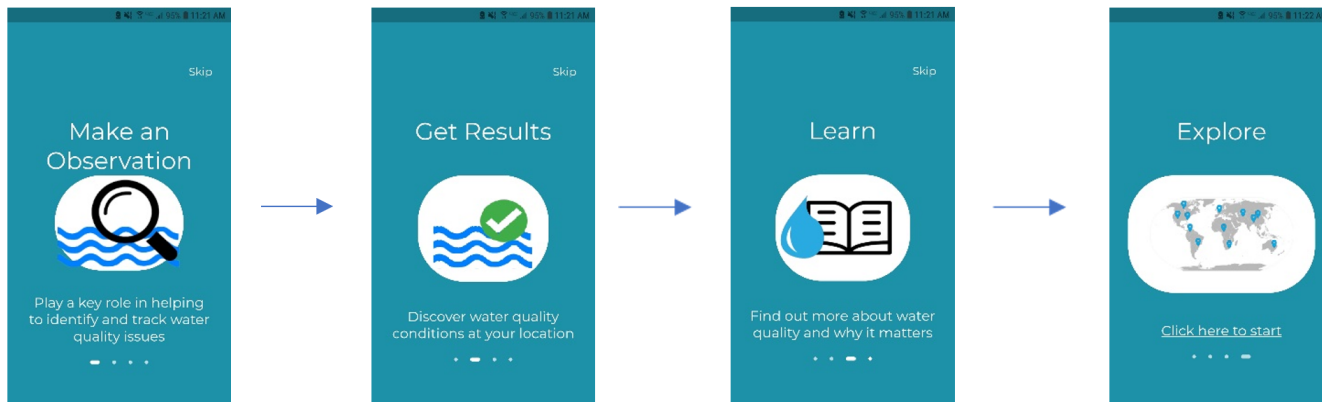 95% 11:21 AM
Skip
Make an
Observation
Play a key role in helping
to identify and track water
quality issues
95% 11:21 AM
Skip
Get Results
Discover water quality
conditions at your location
95% 11:21 AM
Skip
Learn
Find out more about water
quality and why it matters
95% 11:22 A
Explore
Click here to start